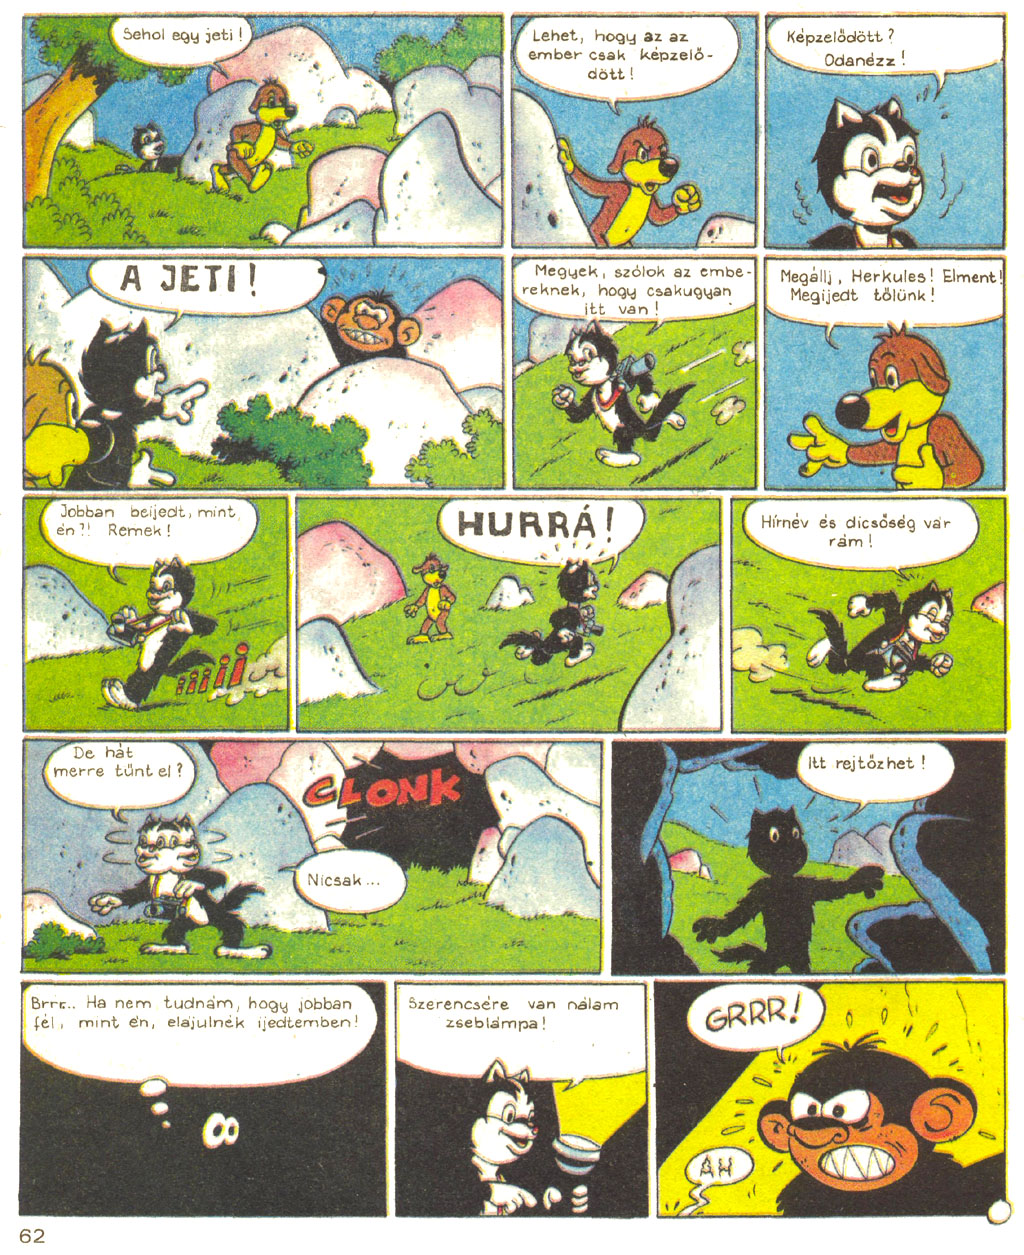 Sehol egy jeti!
Lehet, hogy az az
ember csak képzelő-
dött!
Képzelődött?
Odanézz!
A JETI!
Megyek, szólok az embe-
reknek, hogy csakugyan
itt van!
Megállj, Herkules! Elment!
Megijedt tőlünk!
Jobban beijedt, mint
én?! Remek!
HURRÁ!
Hírnév és dicsőség vár
rám!
De hát
merre tűnt el?
CLONK
Nicsak...
Itt rejtőzhet!
Brrr... Ha nem tudnám, hogy jobban
fél, mint én, elájulnék ijedtemben!
Szerencsére van nálam
zseblámpa!
GRRR!
ÁH
62